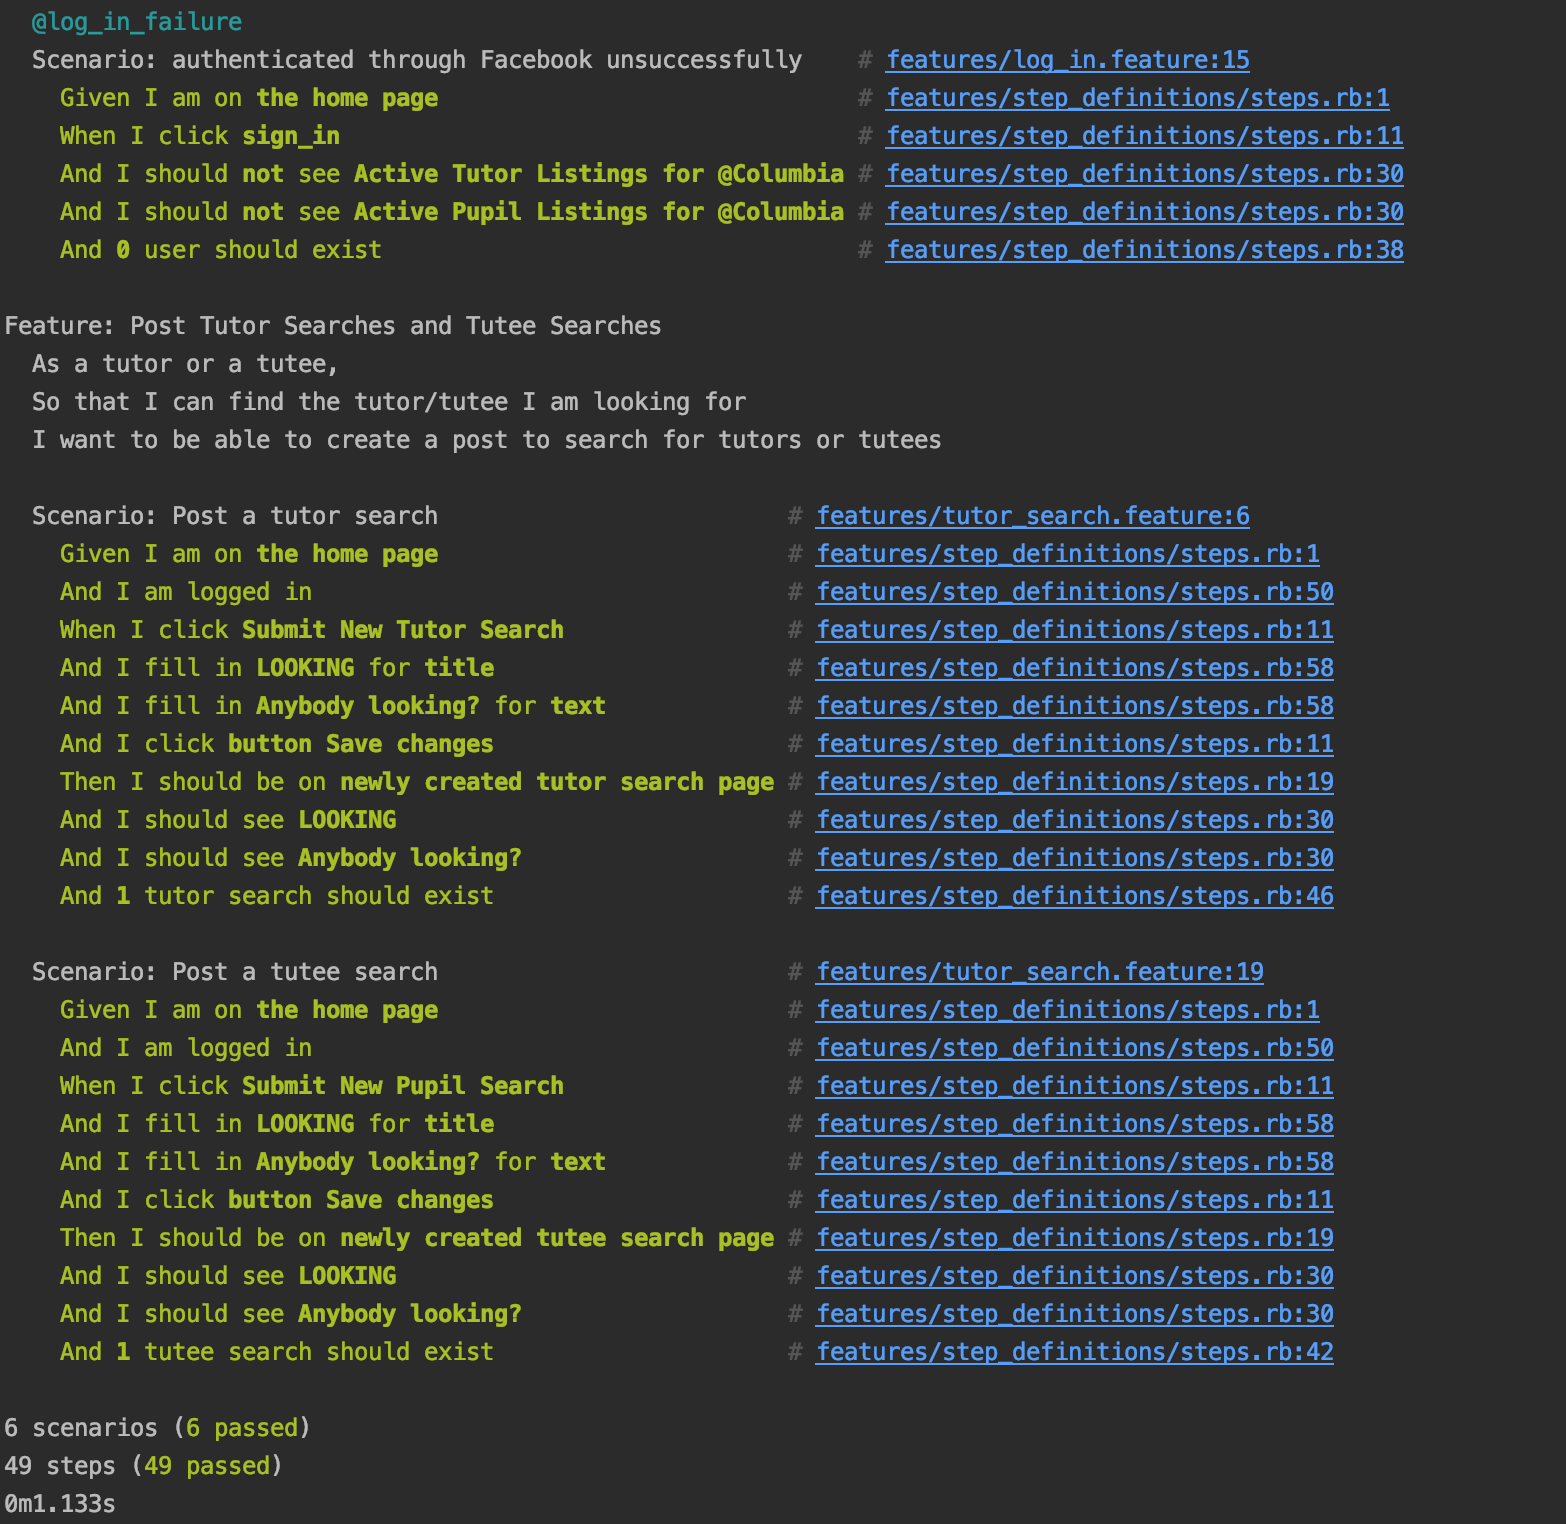 @log_in_failure
Scenario: authenticated through Facebook unsuccessfully # features/log_in.feature:15
Given I am on the home page # features/step_definitions/steps.rb:1
When I click sign_in # features/step_definitions/steps.rb:11
And I should not see Active Tutor Listings for @Columbia # features/step_definitions/steps.rb:30
And I should not see Active Pupil Listings for @Columbia # features/step_definitions/steps.rb:30
And 0 user should exist # features/step_definitions/steps.rb:38
Feature: Post Tutor Searches and Tutee Searches
As a tutor or a tutee,
So that I can find the tutor/tutee I am looking for
I want to be able to create a post to search for tutors or tutees
Scenario: Post a tutor search # features/tutor_search.feature:6
Given I am on the home page # features/step_definitions/steps.rb:1
And I am logged in # features/step_definitions/steps.rb:50
When I click Submit New Tutor Search # features/step_definitions/steps.rb:11
And I fill in LOOKING for title # features/step_definitions/steps.rb:58
And I fill in Anybody looking? for text # features/step_definitions/steps.rb:58
And I click button Save changes # features/step_definitions/steps.rb:11
Then I should be on newly created tutor search page # features/step_definitions/steps.rb:19
And I should see LOOKING # features/step_definitions/steps.rb:30
And I should see Anybody looking? # features/step_definitions/steps.rb:30
And 1 tutor search should exist # features/step_definitions/steps.rb:46
Scenario: Post a tutee search # features/tutor_search.feature:19
Given I am on the home page # features/step_definitions/steps.rb:1
And I am logged in # features/step_definitions/steps.rb:50
When I click Submit New Pupil Search # features/step_definitions/steps.rb:11
And I fill in LOOKING for title # features/step_definitions/steps.rb:58
And I fill in Anybody looking? for text # features/step_definitions/steps.rb:58
And I click button Save changes # features/step_definitions/steps.rb:11
Then I should be on newly created tutee search page # features/step_definitions/steps.rb:19
And I should see LOOKING # features/step_definitions/steps.rb:30
And I should see Anybody looking? # features/step_definitions/steps.rb:30
And 1 tutee search should exist # features/step_definitions/steps.rb:42
6 scenarios (6 passed)
49 steps (49 passed)
0m1.133s